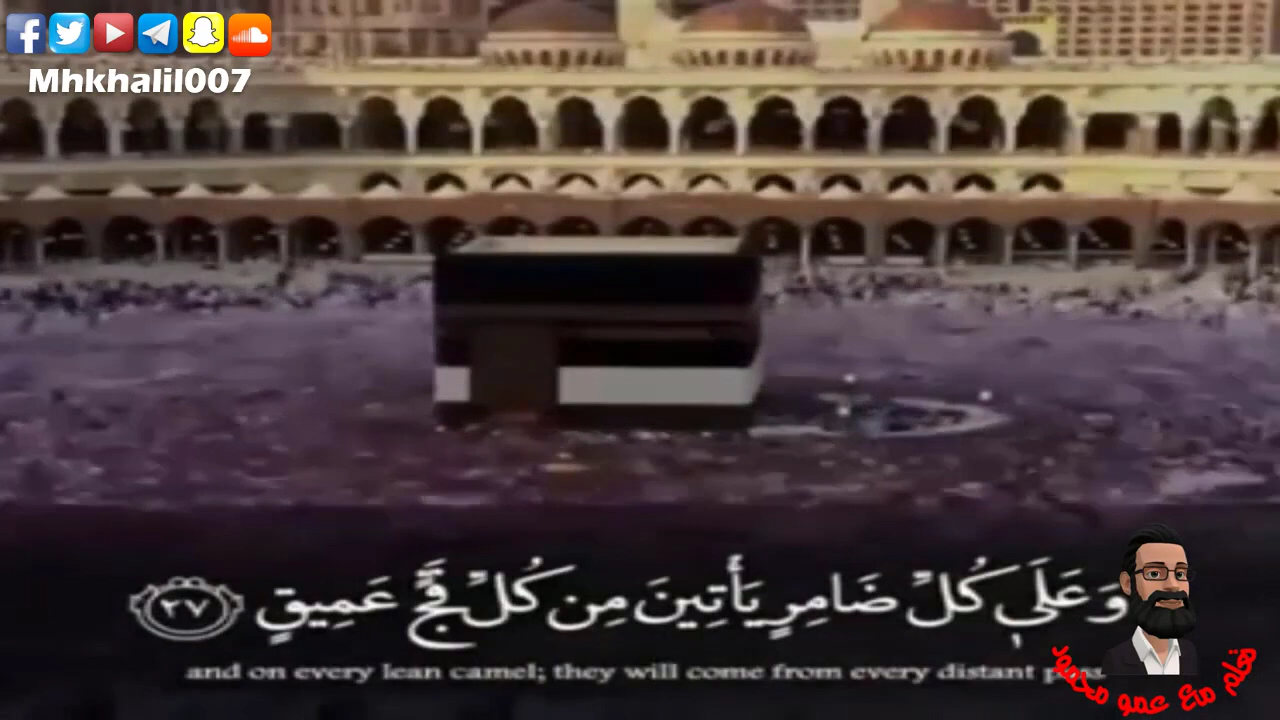 Mhkhalil007
وَعَلَىٰ كُلِّ ضَامِرٍ يَأْتِينَ مِن كُلِّ فَجٍّ عَمِيقٍ ٢٧
and on every lean camel; they will come from every distant
تعلم مع عمو محمود